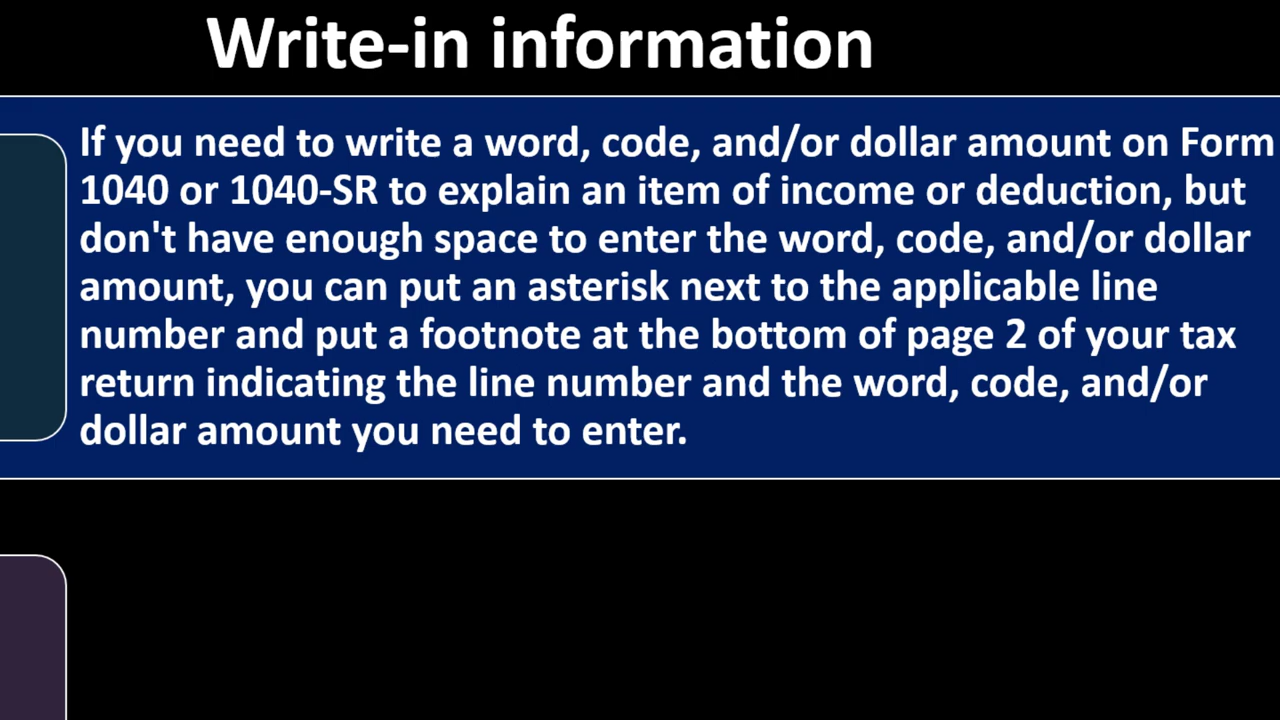 Write-in information
If you need to write a word, code, and/or dollar amount on Form
1040 or 1040-SR to explain an item of income or deduction, but
don't have enough space to enter the word, code, and/or dollar
amount, you can put an asterisk next to the applicable line
number and put a footnote at the bottom of page 2 of your tax
return indicating the line number and the word, code, and/or
dollar amount you need to enter.